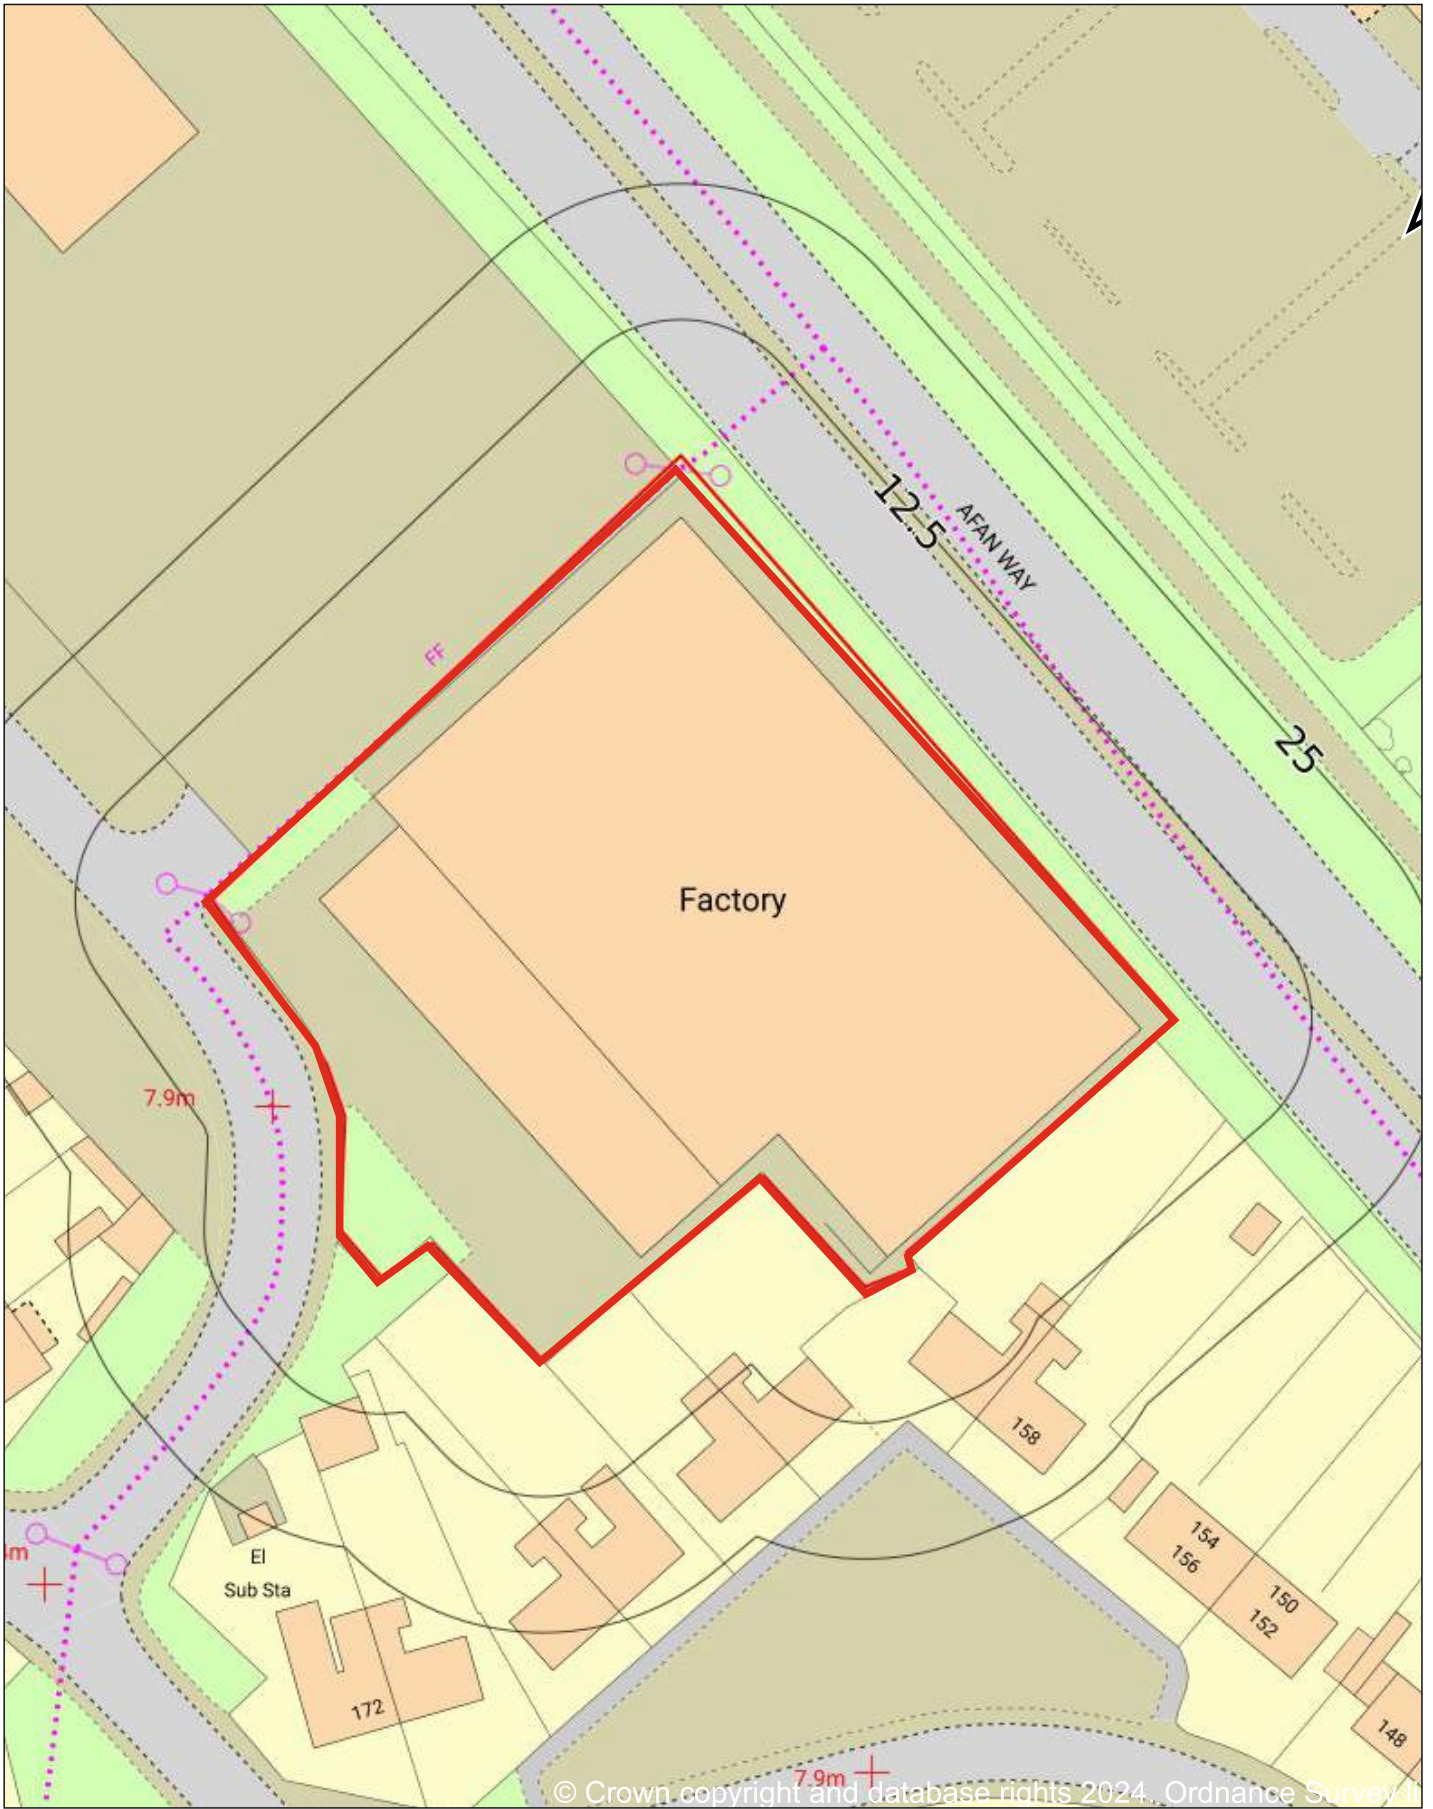 12.5
AFAN WAY
FF
25
Factory
7.9m
158
154
156
150
152
El
Sub Sta
172
148
7.9m
© Crown copyright and database rights 2024. Ordnance Survey